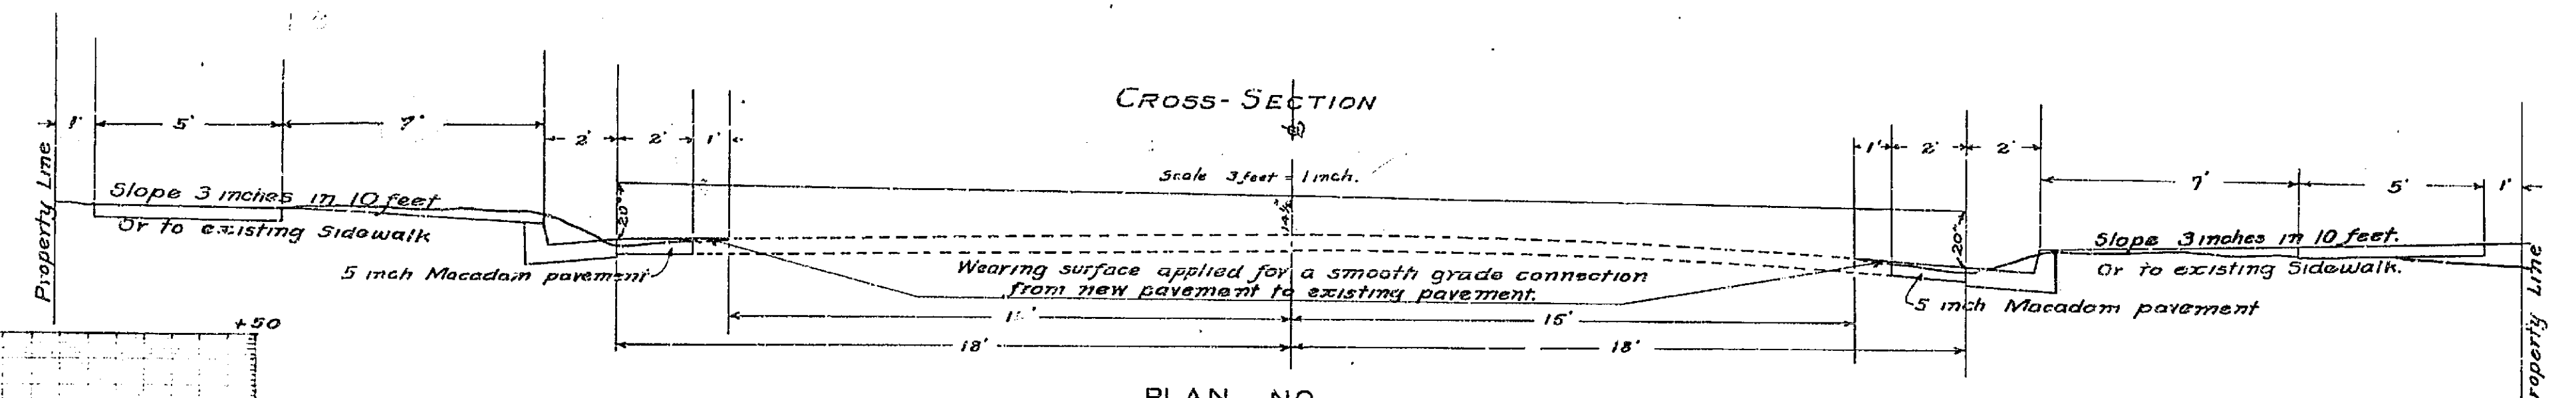 CROSS-SECTION
1' 5' 7' 2' 2' 1'
1' 2' 2' 7' 5' 1'
Scale 3 feet = 1 inch.
Property Line
Slope 3 inches in 10 feet
Or to existing Sidewalk
5 inch Macadam pavement
20"
20"
Wearing surface applied for a smooth grade connection
from new pavement to existing pavement.
Slope 3 inches in 10 feet.
Or to existing Sidewalk.
5 inch Macadam pavement
15'
18' 18'
+50
PLAN NO